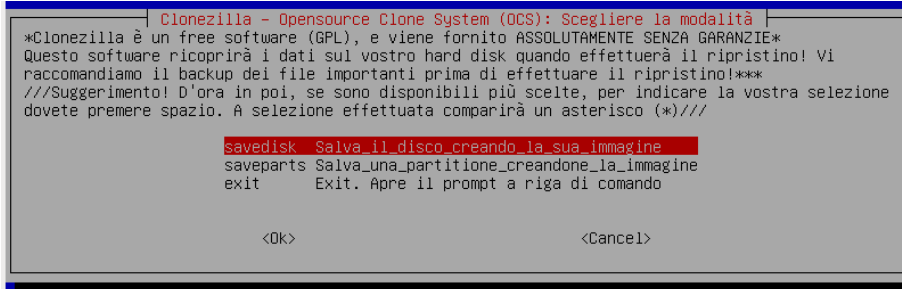 Clonezilla - Opensource Clone System (OCS): Scegliere la modalità
*Clonezilla è un free software (GPL), e viene fornito ASSOLUTAMENTE SENZA GARANZIE*
Questo software ricoprirà i dati sul vostro hard disk quando effettuerà il ripristino! Vi
raccomandiamo il backup dei file importanti prima di effettuare il ripristino!***
///Suggerimento! D'ora in poi, se sono disponibili più scelte, per indicare la vostra selezione
dovete premere spazio. A selezione effettuata comparirà un asterisco (*)///
savedisk Salva_il_disco_creando_la_sua_immagine
saveparts Salva_una_partitione_creandone_la_immagine
exit Exit. Apre il prompt a riga di comando
<Ok> <Cancel>